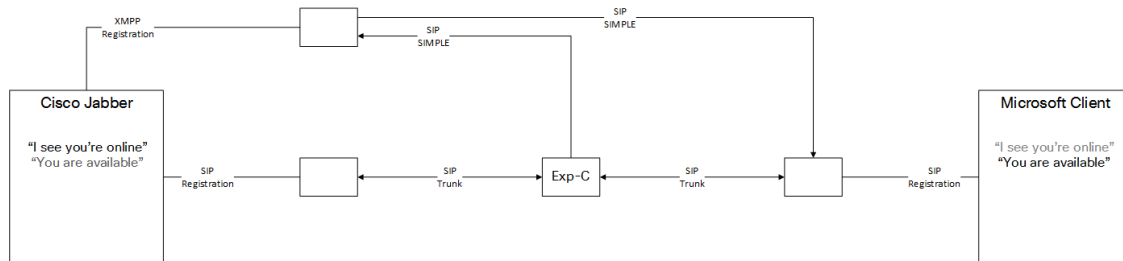 XMPP
Registration
SIP
SIMPLE
SIP
SIMPLE
Cisco Jabber
“I see you’re online”
“You are available”
SIP
Registration
SIP
Trunk
Exp-C
SIP
Trunk
SIP
Registration
Microsoft Client
“I see you’re online”
“You are available”